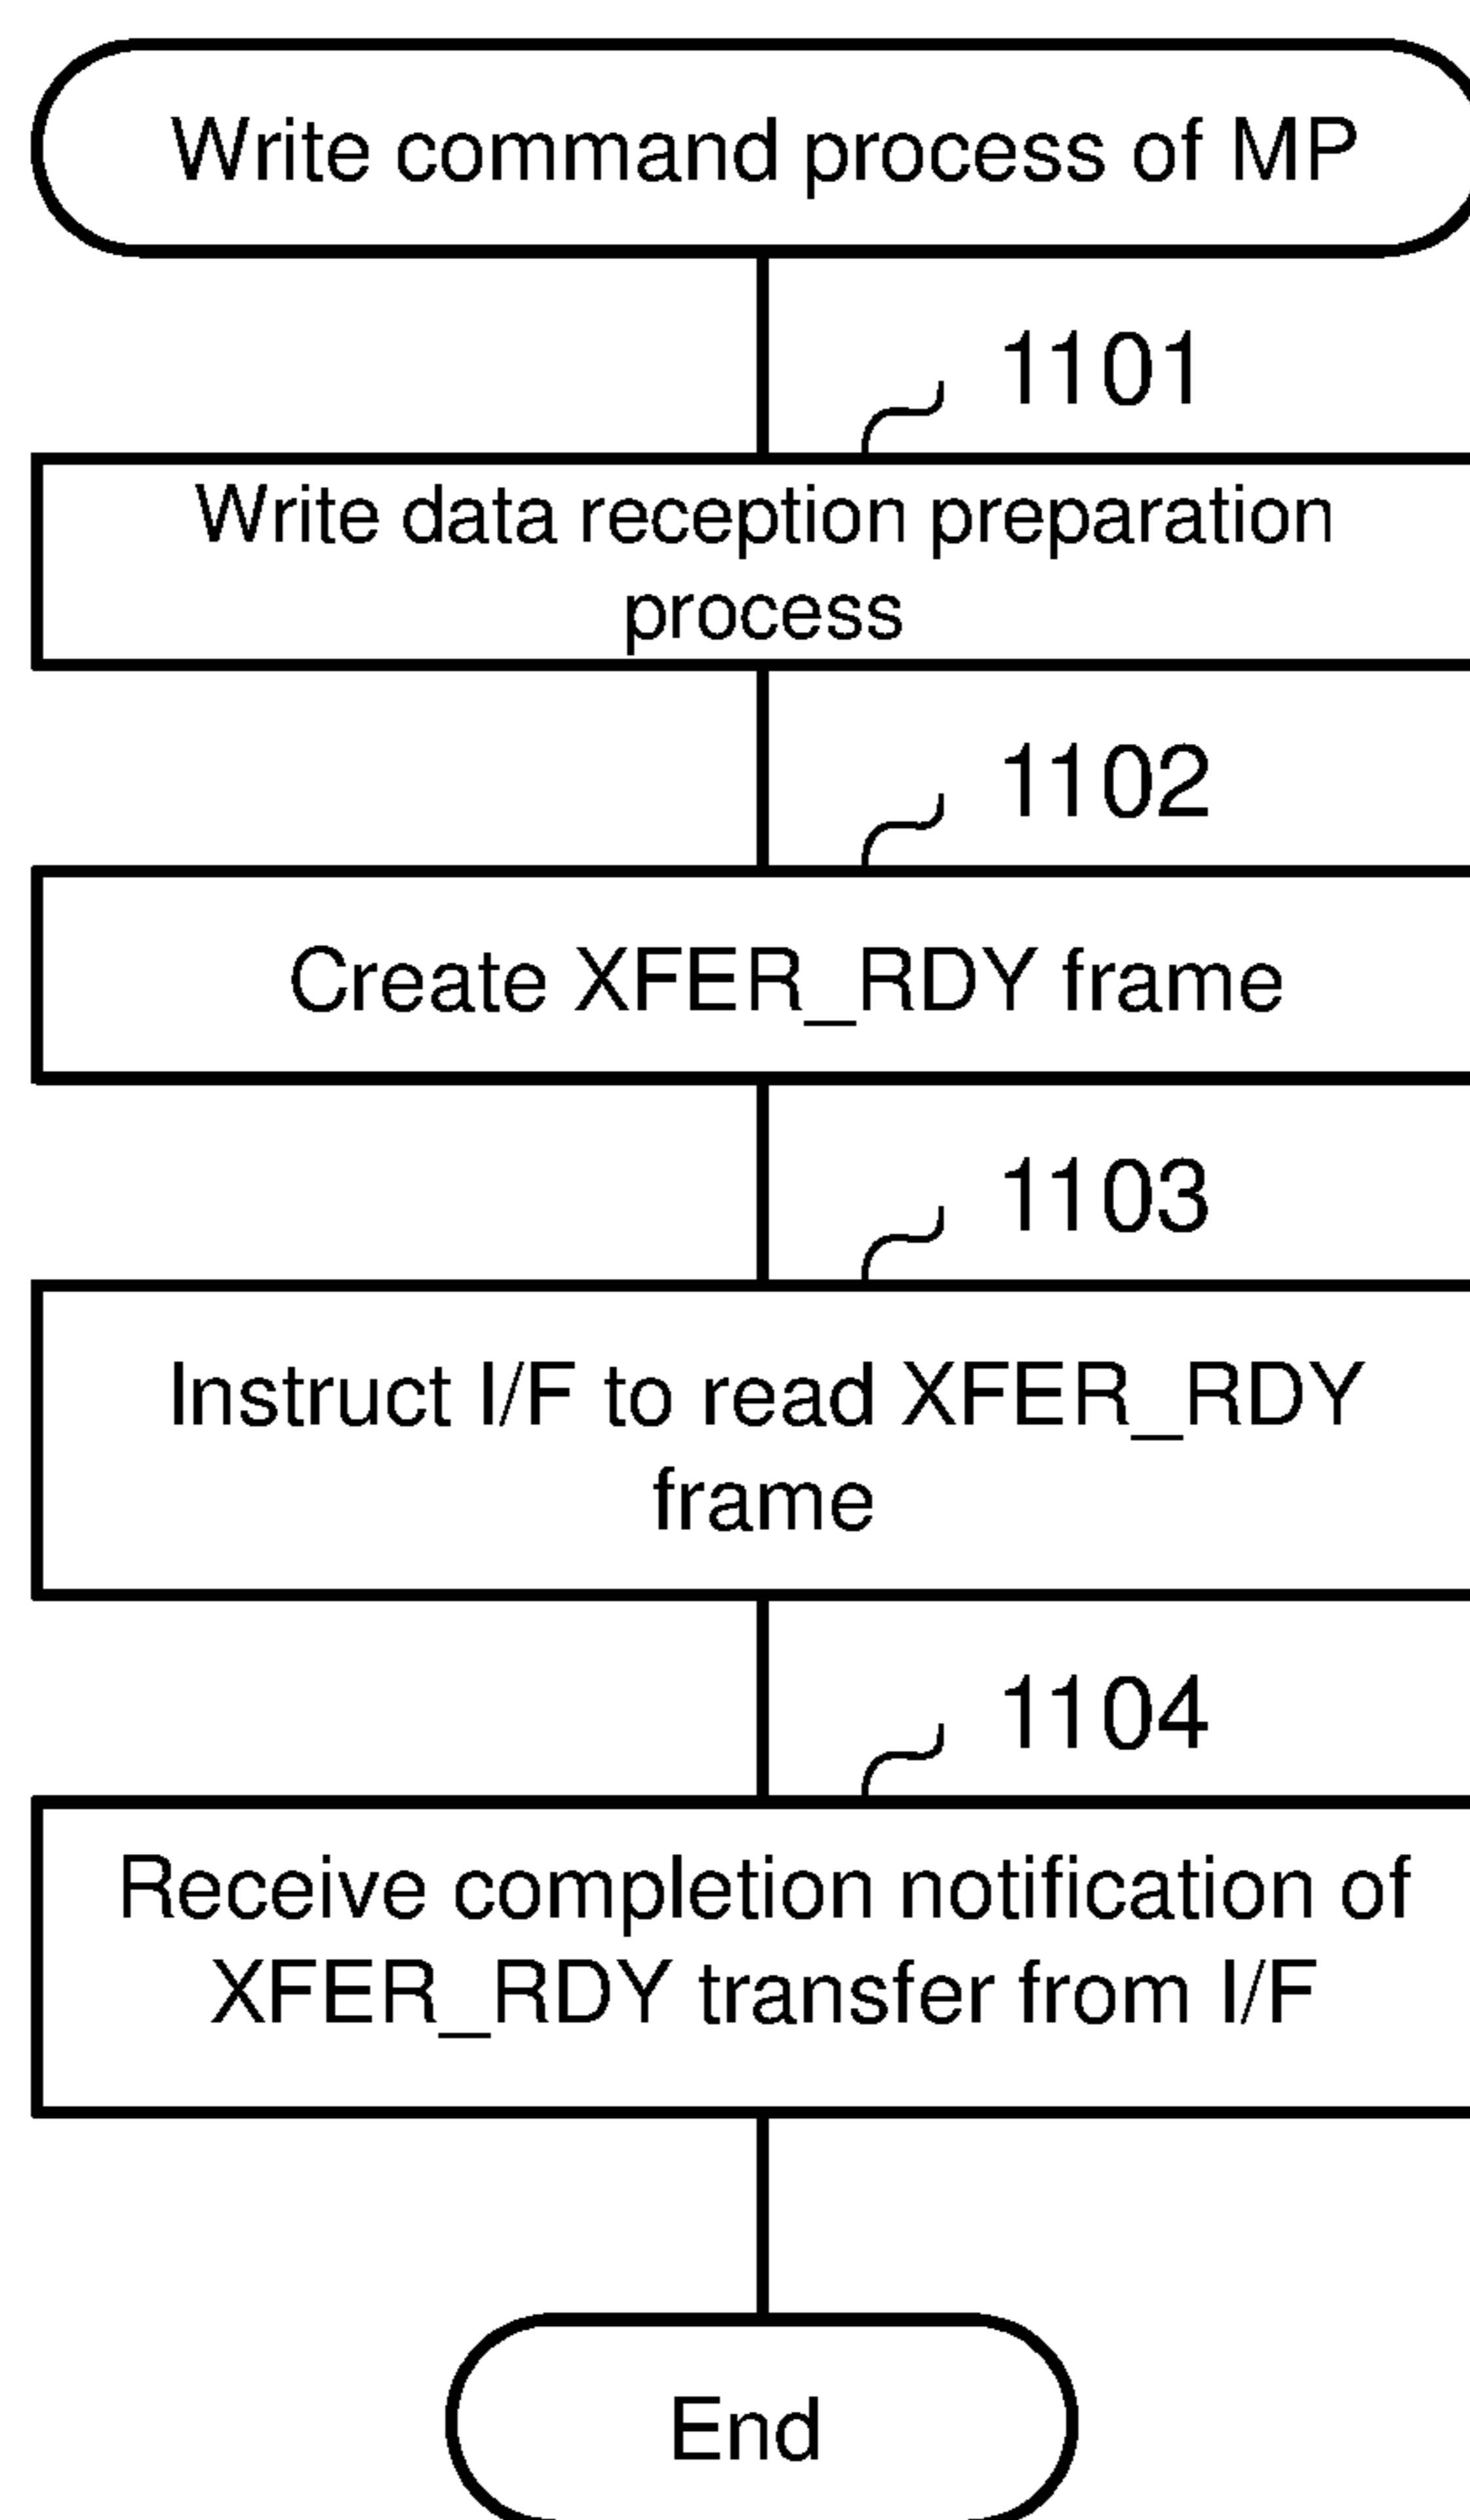 Write command process of MP
1101
Write data reception preparation
process
1102
Create XFER_RDY frame
1103
Instruct I/F to read XFER_RDY
frame
1104
Receive completion notification of
XFER_RDY transfer from I/F
End